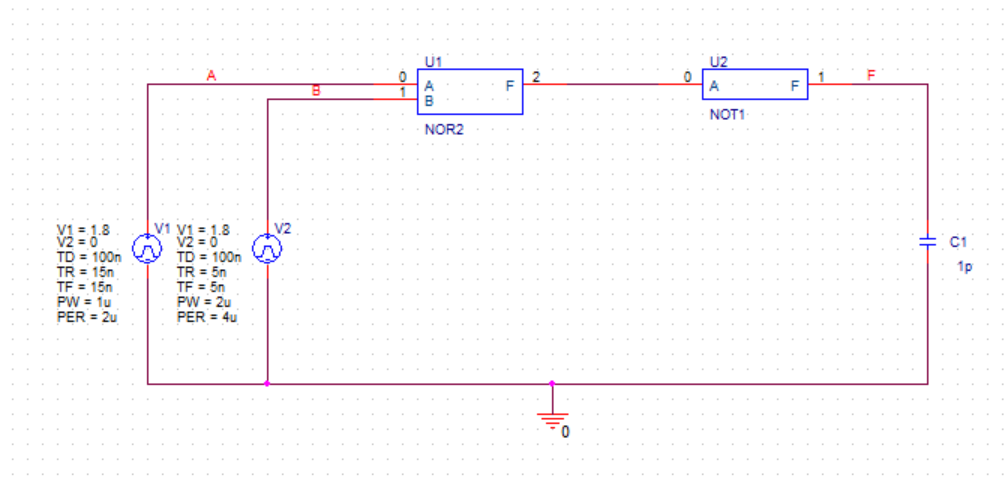 U1
U2
A
0
A
F
2
0
A
F
1
F
B
1
B
NOR2
NOT1
V1
V2
V1 = 1.8
V2 = 0
TD = 100n
TR = 15n
TF = 15n
PW = 1u
PER = 2u
V1 = 1.8
V2 = 0
TD = 100n
TR = 5n
TF = 5n
PW = 2u
PER = 4u
C1
1p
0